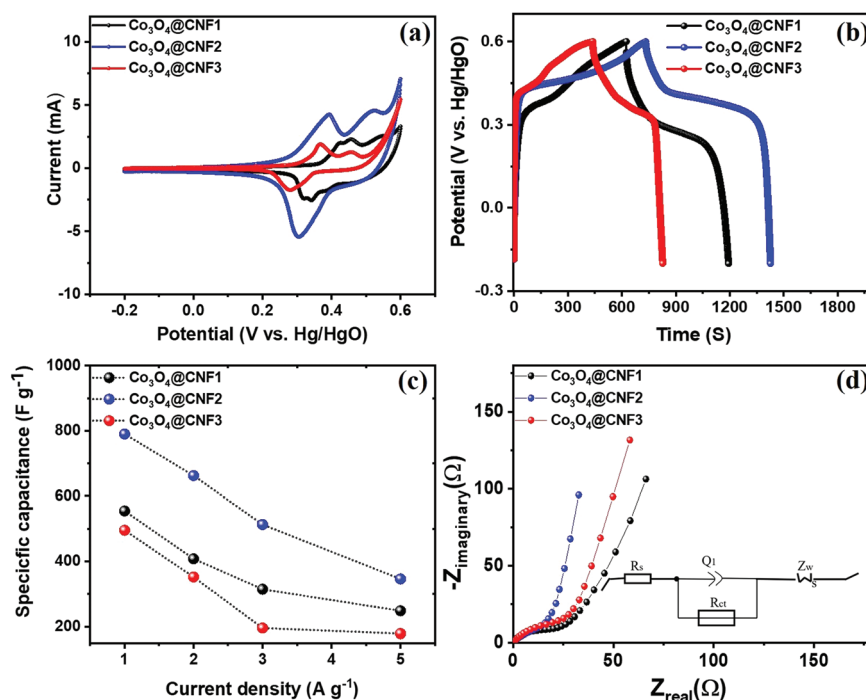 (a)
Co₃O₄@CNF1
Co₃O₄@CNF2
Co₃O₄@CNF3
10
5
0
-5
-10
Current (mA)
-0.2 0.0 0.2 0.4 0.6
Potential (V vs. Hg/HgO)
(b)
Co₃O₄@CNF1
Co₃O₄@CNF2
Co₃O₄@CNF3
0.6
0.3
0.0
-0.3
Potential (V vs. Hg/HgO)
0 300 600 900 1200 1500 1800
Time (S)
(c)
Co₃O₄@CNF1
Co₃O₄@CNF2
Co₃O₄@CNF3
1000
800
600
400
200
Specicfic capacitance (F g⁻¹)
1 2 3 4 5
Current density (A g⁻¹)
(d)
Co₃O₄@CNF1
Co₃O₄@CNF2
Co₃O₄@CNF3
150
100
50
0
-Zimaginary(Ω)
Rs
Q1
Rct
Zw
s
0 50 100 150
Zreal(Ω)